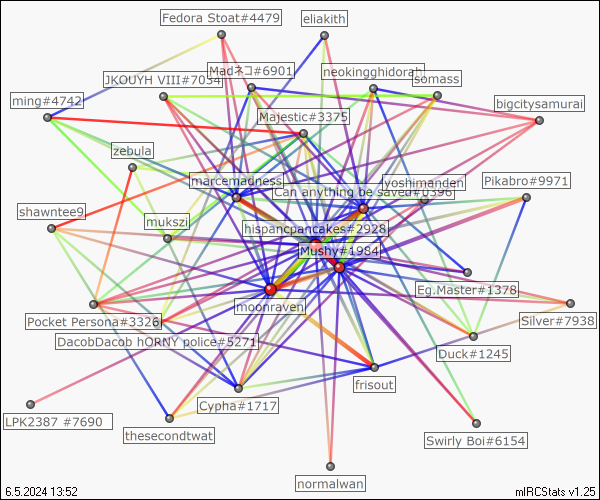 Fedora Stoat#4479
eliakith
Madネコ#6901
neokingghidorah
JKOUYH VIII#7034
somass
ming#4742
bigcitysamurai
Majestic#3375
zebula
marcemadness
lyoshimanden
Pikabro#9971
Can anything be saved#0396
shawntee9
mukszi
hispancpancakes#2928
Mushy#1984
Eg.Master#1378
moonraven
Pocket Persona#3326
Silver#7938
DacobDacob hORNY police#5271
Duck#1245
frisout
Cypha#1717
LPK2387 #7690
thesecondtwat
Swirly Boi#6154
normalwan
6.5.2024 13:52
mIRCStats v1.25